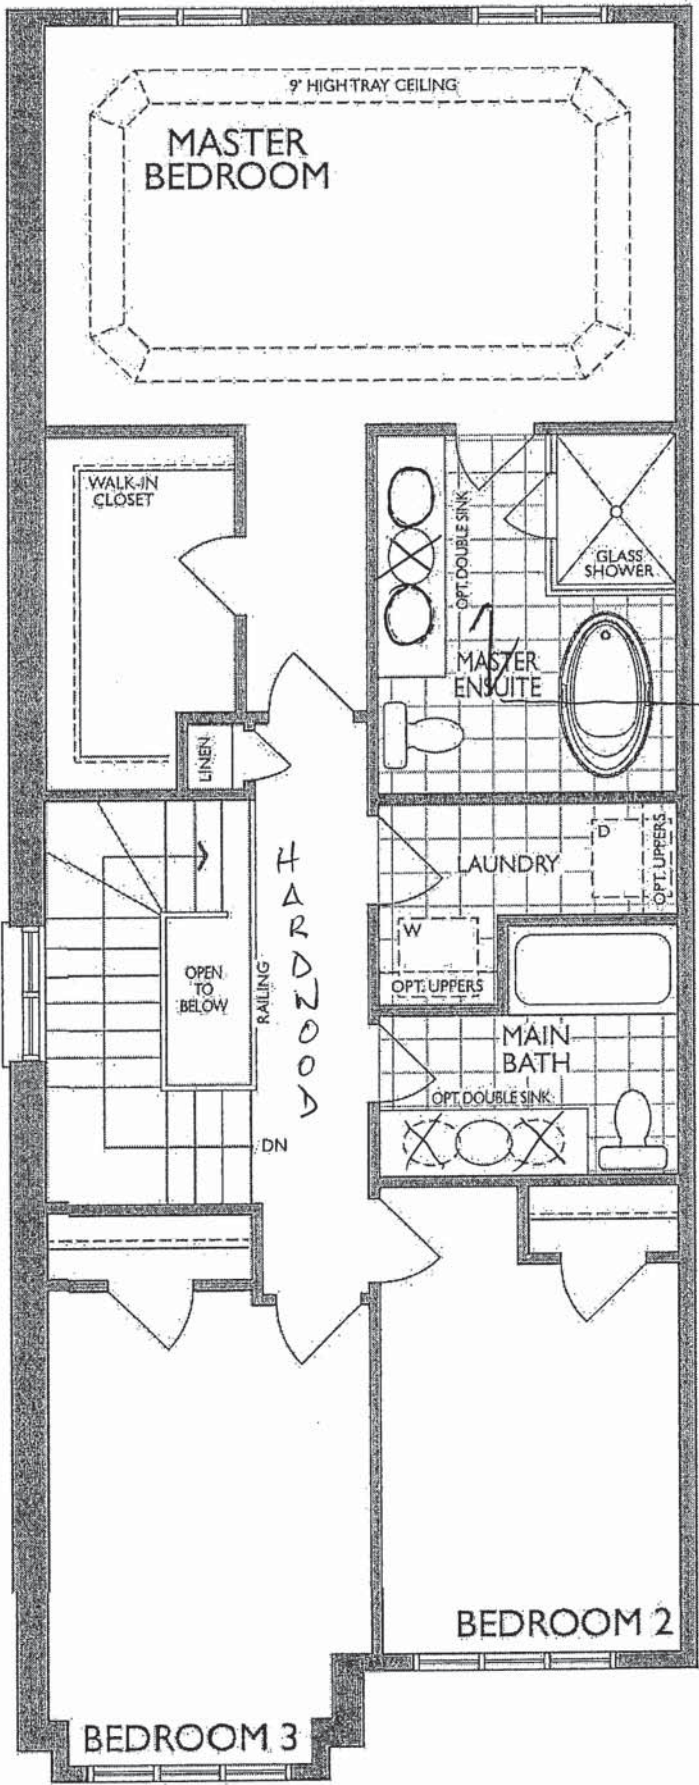 9' HIGH TRAY CEILING
MASTER
BEDROOM
WALK-IN
CLOSET
OPT. DOUBLE SINK
GLASS
SHOWER
MASTER
ENSUITE
LINEN
HARDWOOD
LAUNDRY
D
OPT. UPPERS
W
OPT. UPPERS
OPEN
TO
BELOW
RAILING
MAIN
BATH
OPT. DOUBLE SINK
DN
BEDROOM 2
BEDROOM 3